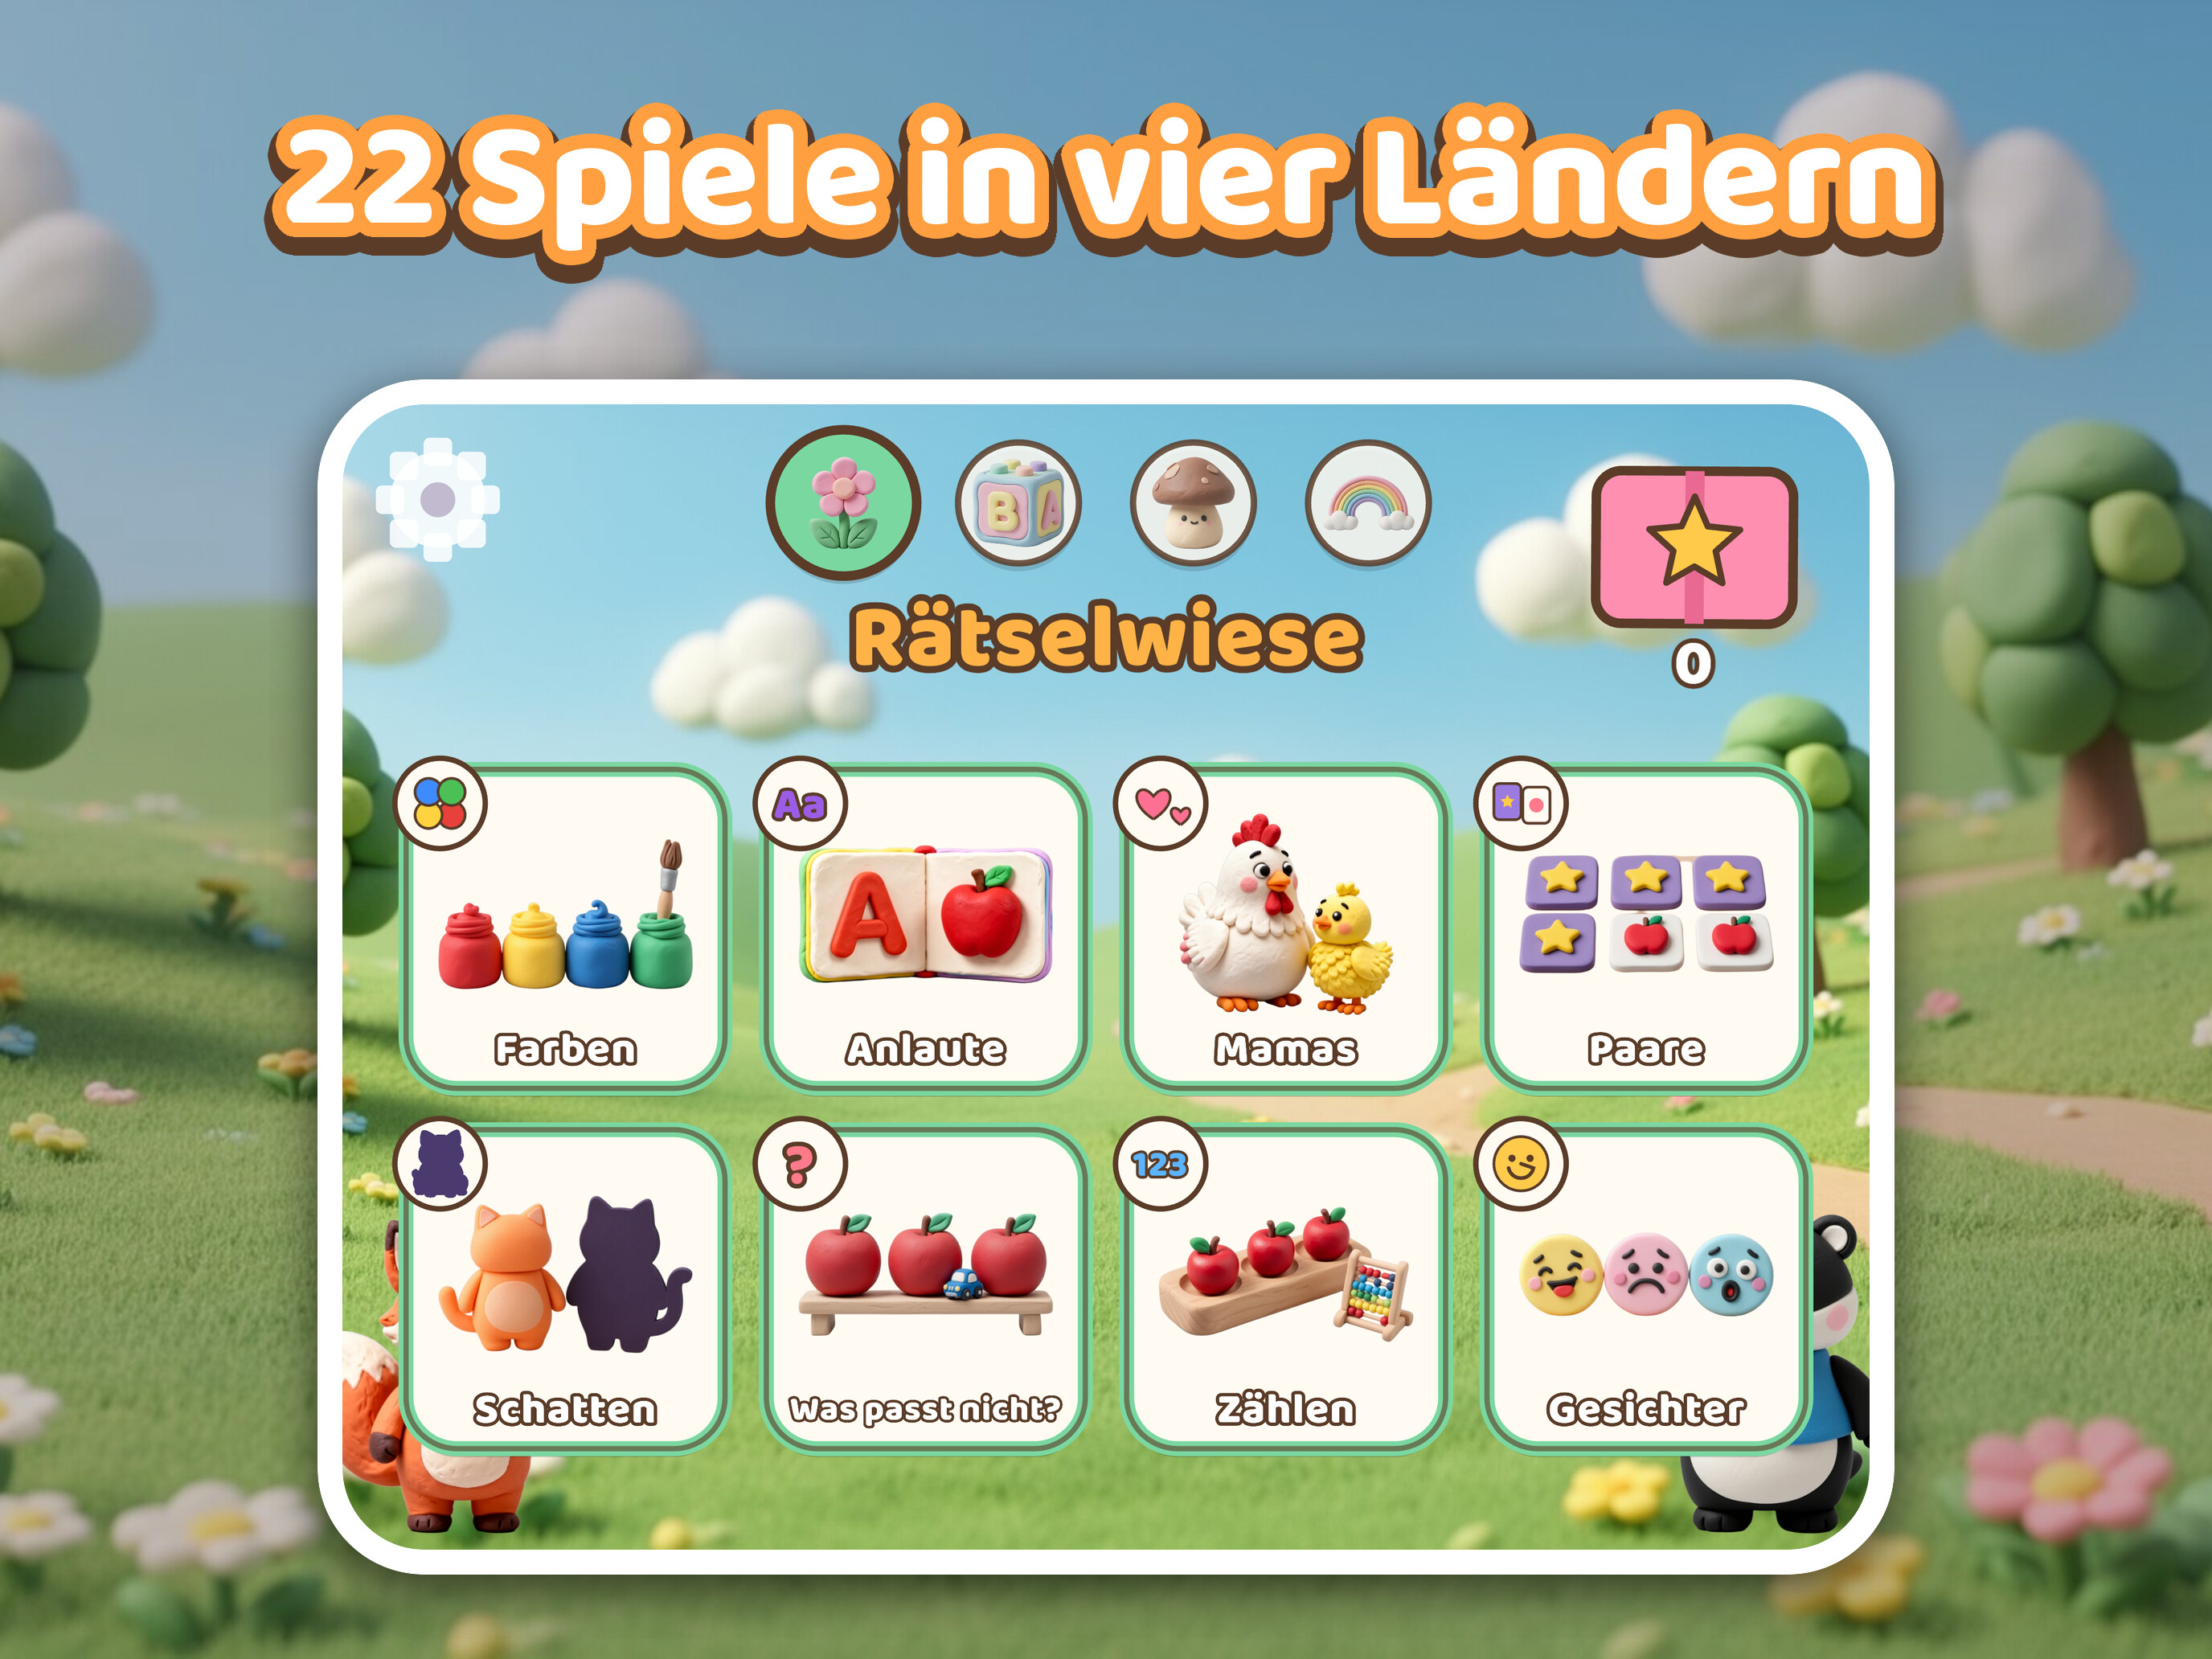 22 Spiele in vier Ländern
B A
Rätselwiese
0
Aa
A
Farben
Anlaute
Mamas
Paare
?
123
Schatten
Was passt nicht?
Zählen
Gesichter